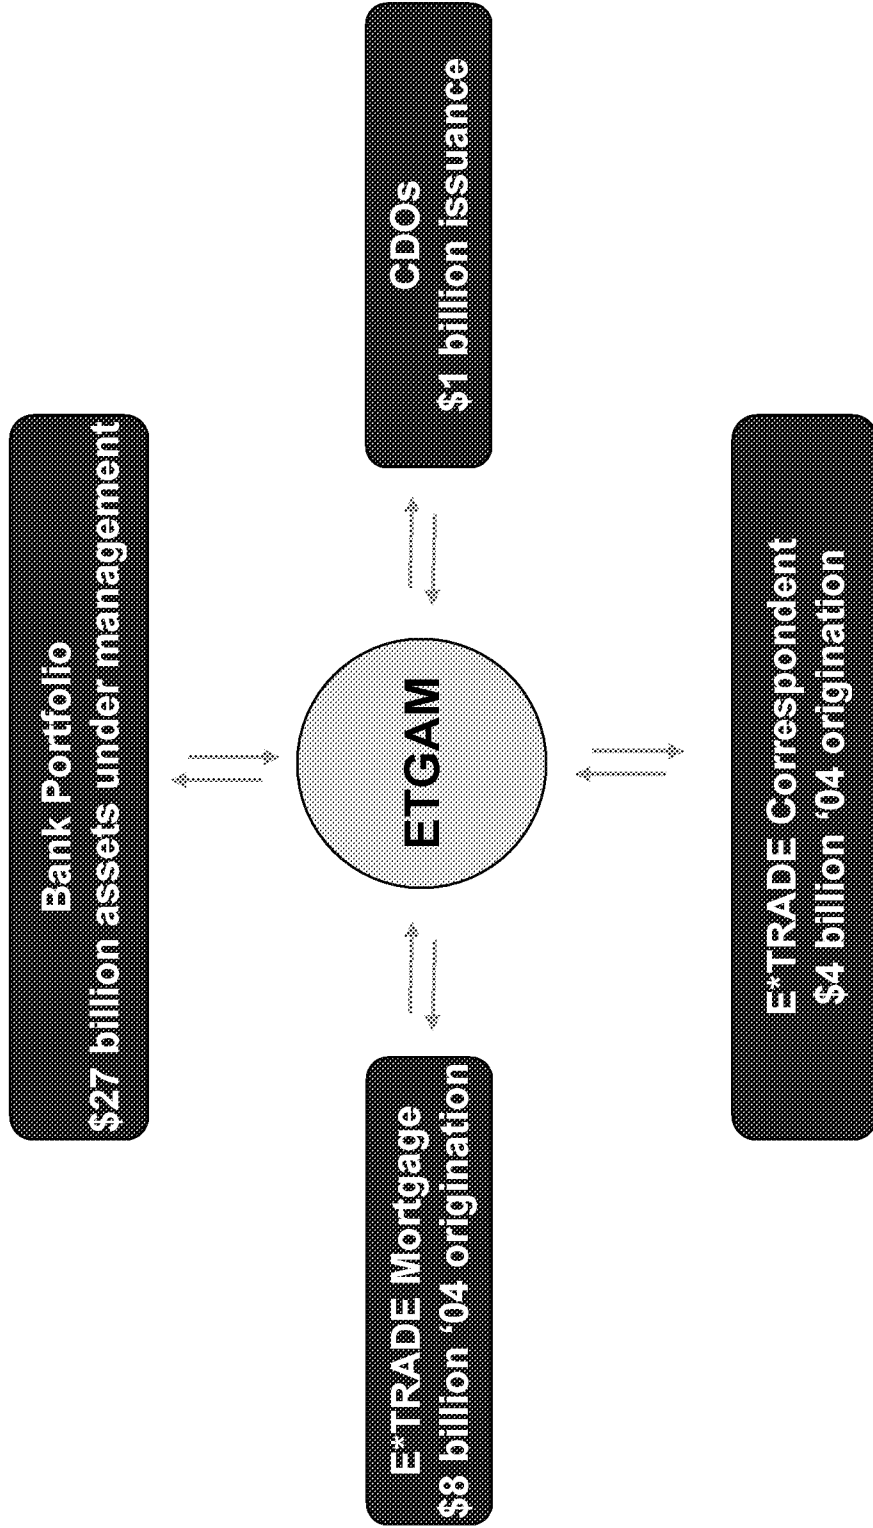 Bank Portfolio
$27 billion assets under management
E*TRADE Mortgage
$8 billion ‘04 origination
ETGAM
CDOs
$1 billion issuance
E*TRADE Correspondent
$4 billion ‘04 origination